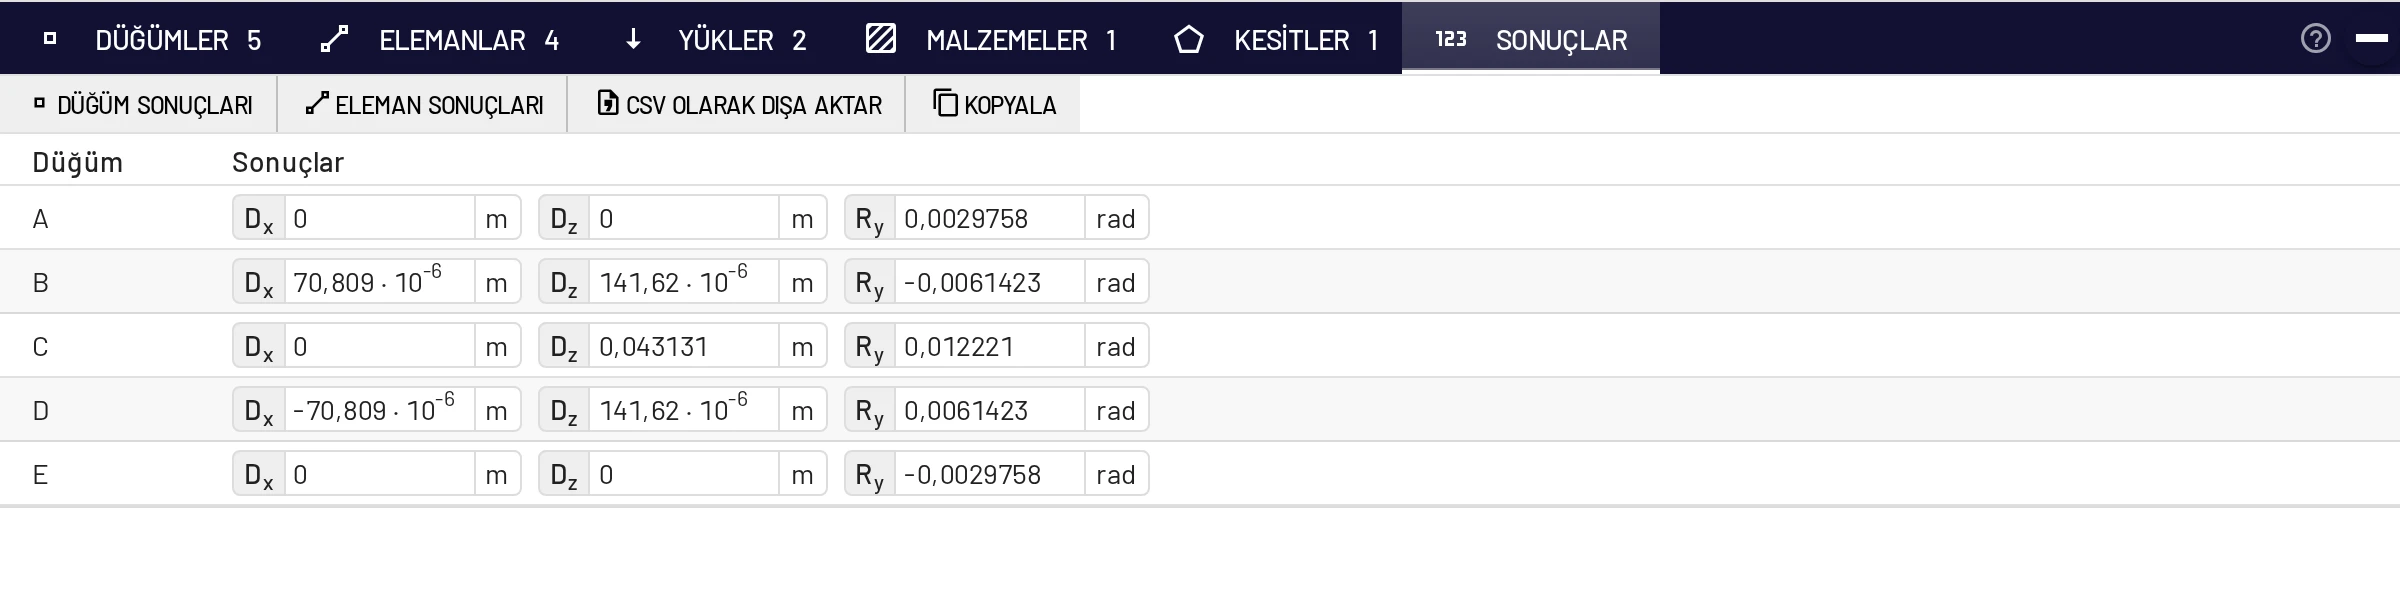 DÜĞÜMLER 5 ELEMANLAR 4 YÜKLER 2 MALZEMELER 1 KESİTLER 1 123 SONUÇLAR ?
DÜĞÜM SONUÇLARI ELEMAN SONUÇLARI CSV OLARAK DIŞA AKTAR KOPYALA
Düğüm Sonuçlar
A Dx 0 m Dz 0 m Ry 0,0029758 rad
B Dx 70,809 · 10⁻⁶ m Dz 141,62 · 10⁻⁶ m Ry -0,0061423 rad
C Dx 0 m Dz 0,043131 m Ry 0,012221 rad
D Dx -70,809 · 10⁻⁶ m Dz 141,62 · 10⁻⁶ m Ry 0,0061423 rad
E Dx 0 m Dz 0 m Ry -0,0029758 rad